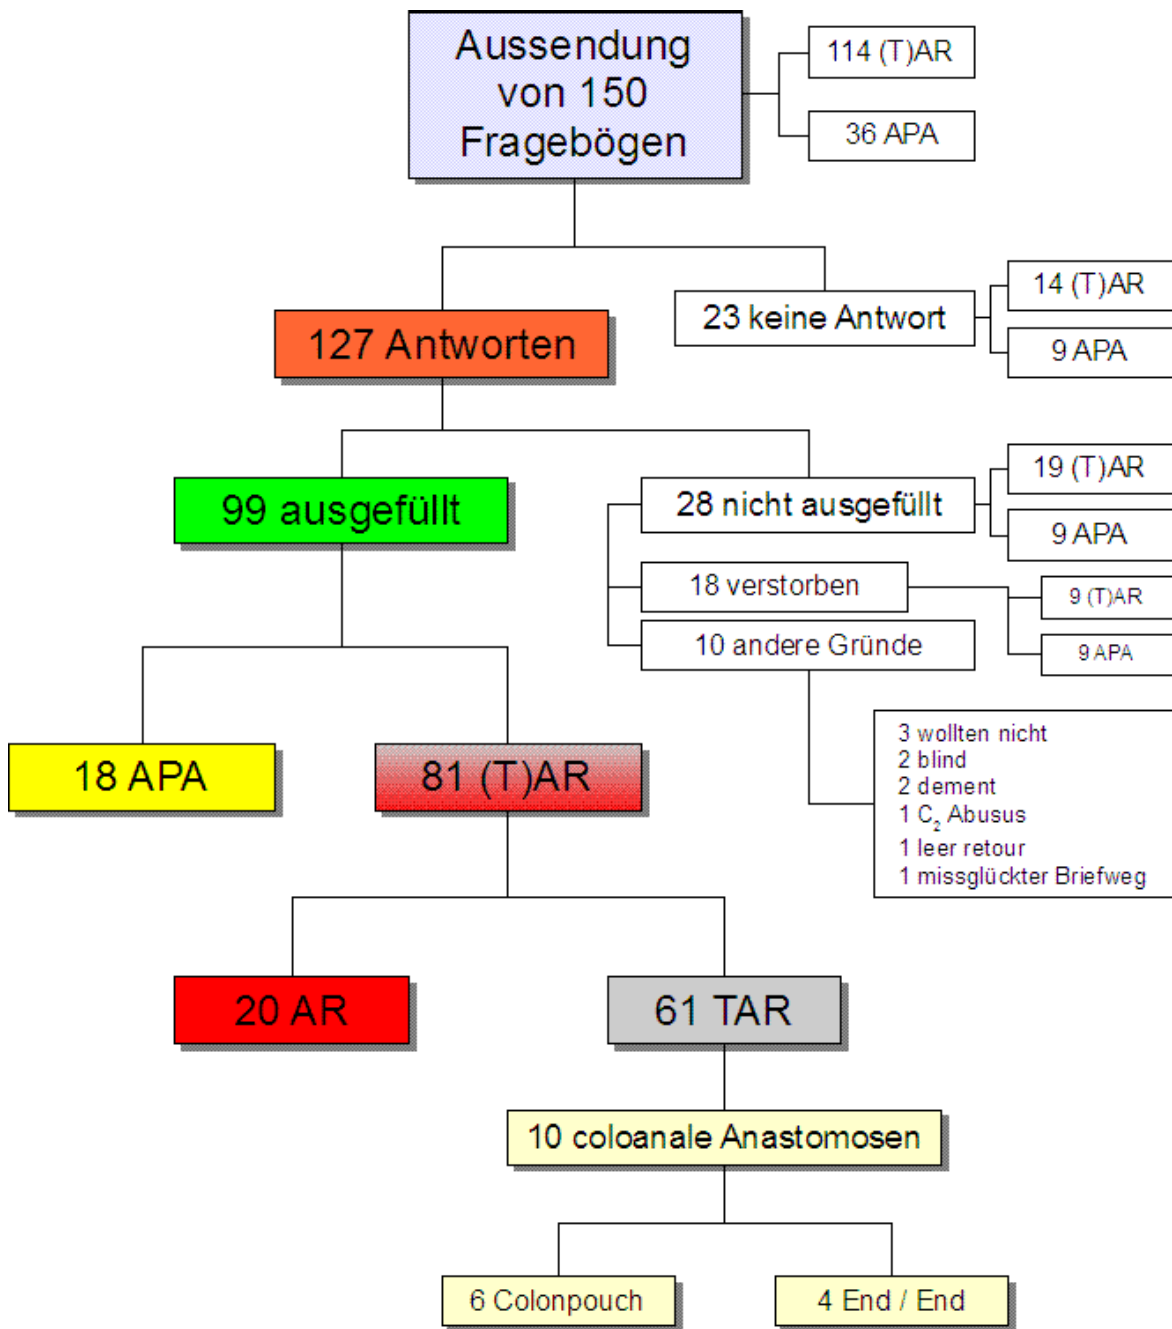 Aussendung
von 150
Fragebögen
114 (T)AR
36 APA
127 Antworten
23 keine Antwort
14 (T)AR
9 APA
99 ausgefüllt
28 nicht ausgefüllt
19 (T)AR
9 APA
18 verstorben
9 (T)AR
9 APA
10 andere Gründe
3 wollten nicht
2 blind
2 dement
1 C₂ Abusus
1 leer retour
1 missglückter Briefweg
18 APA
81 (T)AR
20 AR
61 TAR
10 coloanale Anastomosen
6 Colonpouch
4 End / End